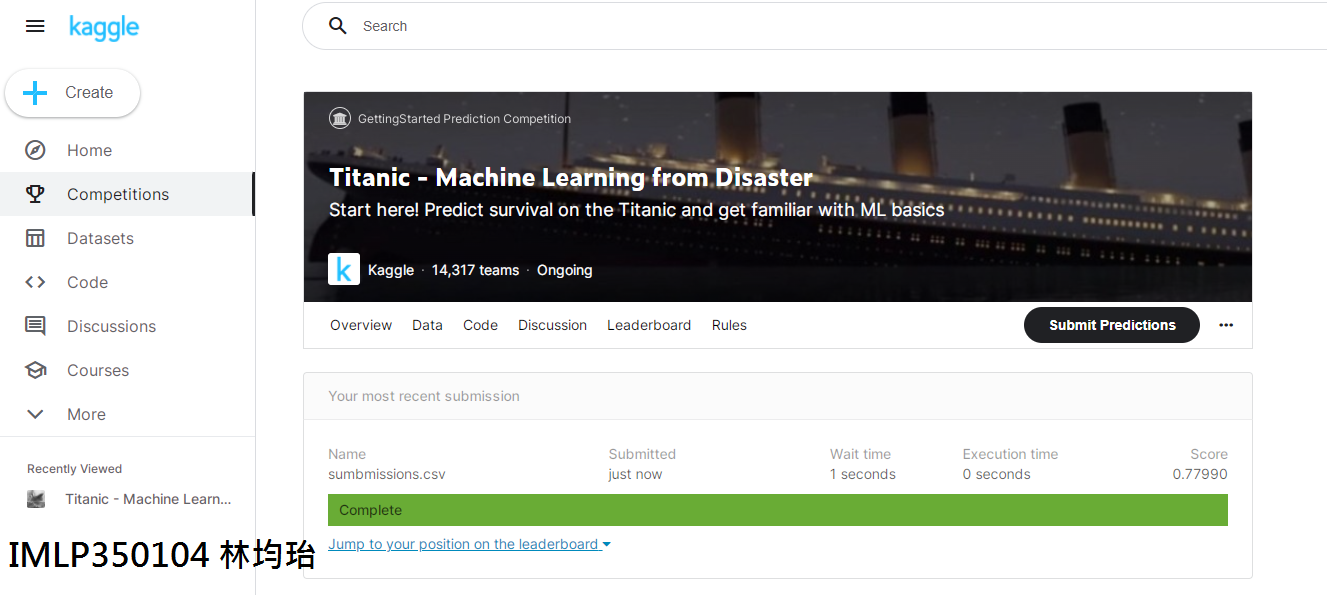 kaggle
Search
Create
Home
Competitions
Datasets
Code
Discussions
Courses
More
Recently Viewed
Titanic - Machine Learn...
IMLP350104 林均珆
GettingStarted Prediction Competition
Titanic - Machine Learning from Disaster
Start here! Predict survival on the Titanic and get familiar with ML basics
k Kaggle · 14,317 teams · Ongoing
Overview Data Code Discussion Leaderboard Rules Submit Predictions
Your most recent submission
Name Submitted Wait time Execution time Score
sumbmissions.csv just now 1 seconds 0 seconds 0.77990
Complete
Jump to your position on the leaderboard